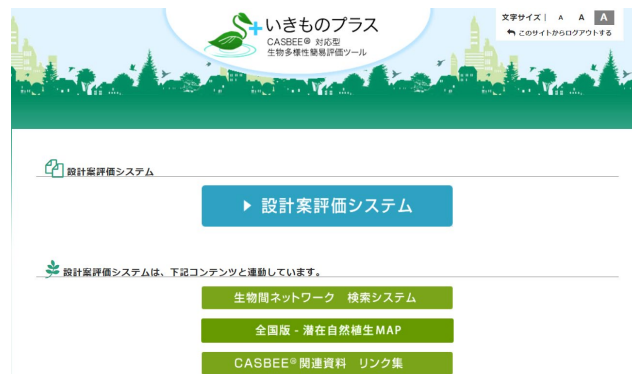 いきものプラス
CASBEE® 対応型
生物多様性簡易評価ツール
文字サイズ | A A A
このサイトからログアウトする
設計案評価システム
設計案評価システム
設計案評価システムは、下記コンテンツと連動しています。
生物間ネットワーク 検索システム
全国版 - 潜在自然植生MAP
CASBEE®関連資料 リンク集